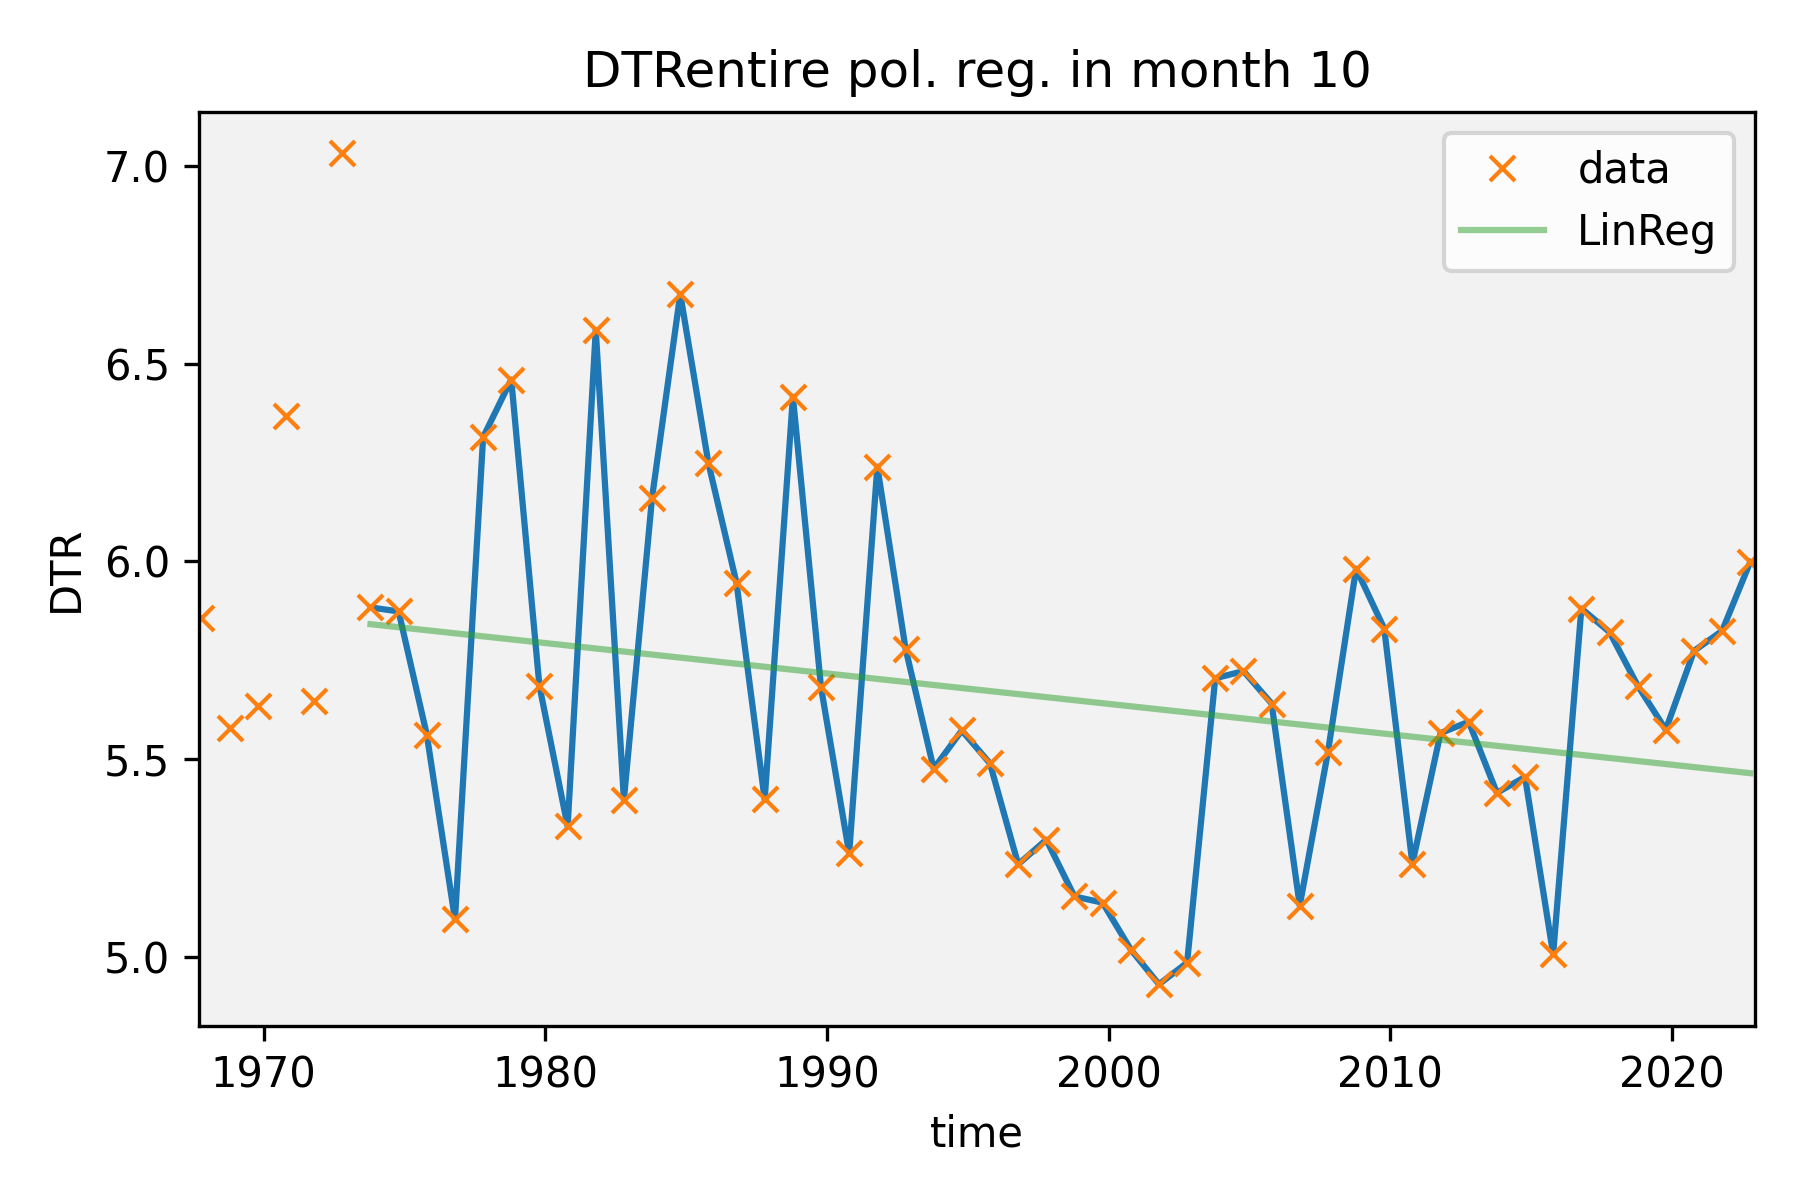 DTRentire pol. reg. in month 10
data
LinReg
7.0
6.5
6.0
5.5
5.0
DTR
1970 1980 1990 2000 2010 2020
time